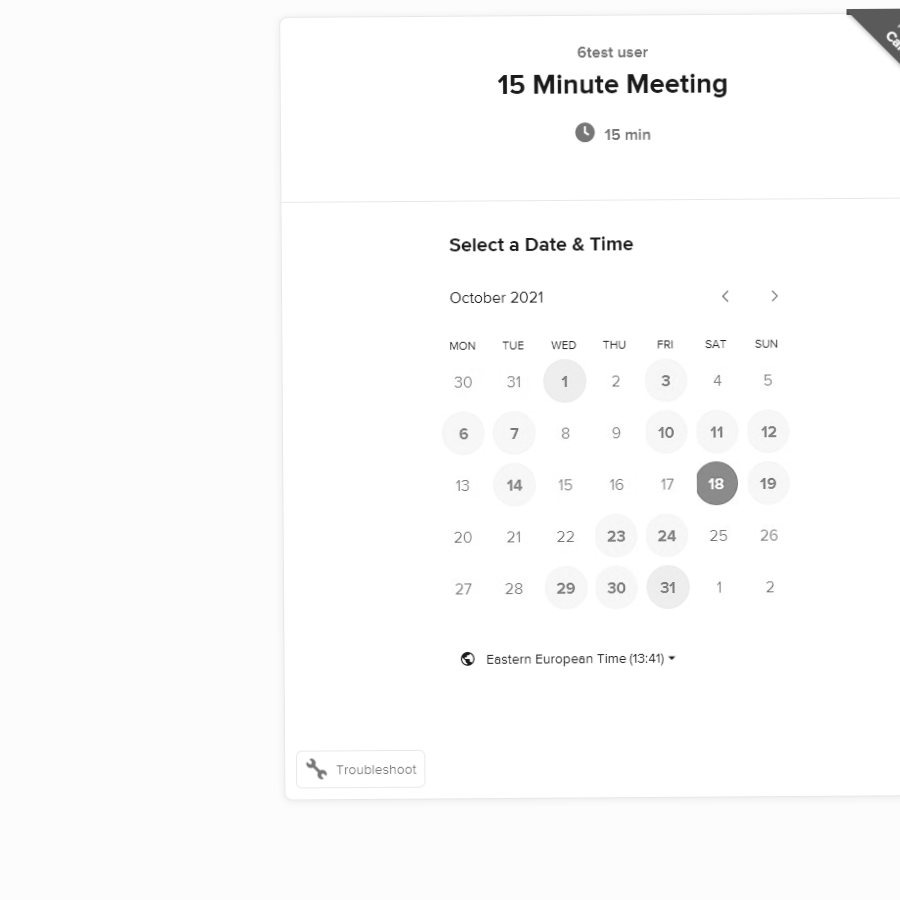 6test user
15 Minute Meeting
15 min
Select a Date & Time
October 2021
MON TUE WED THU FRI SAT SUN
30 31 1 2 3 4 5
6 7 8 9 10 11 12
13 14 15 16 17 18 19
20 21 22 23 24 25 26
27 28 29 30 31 1 2
Eastern European Time (13:41)
Troubleshoot